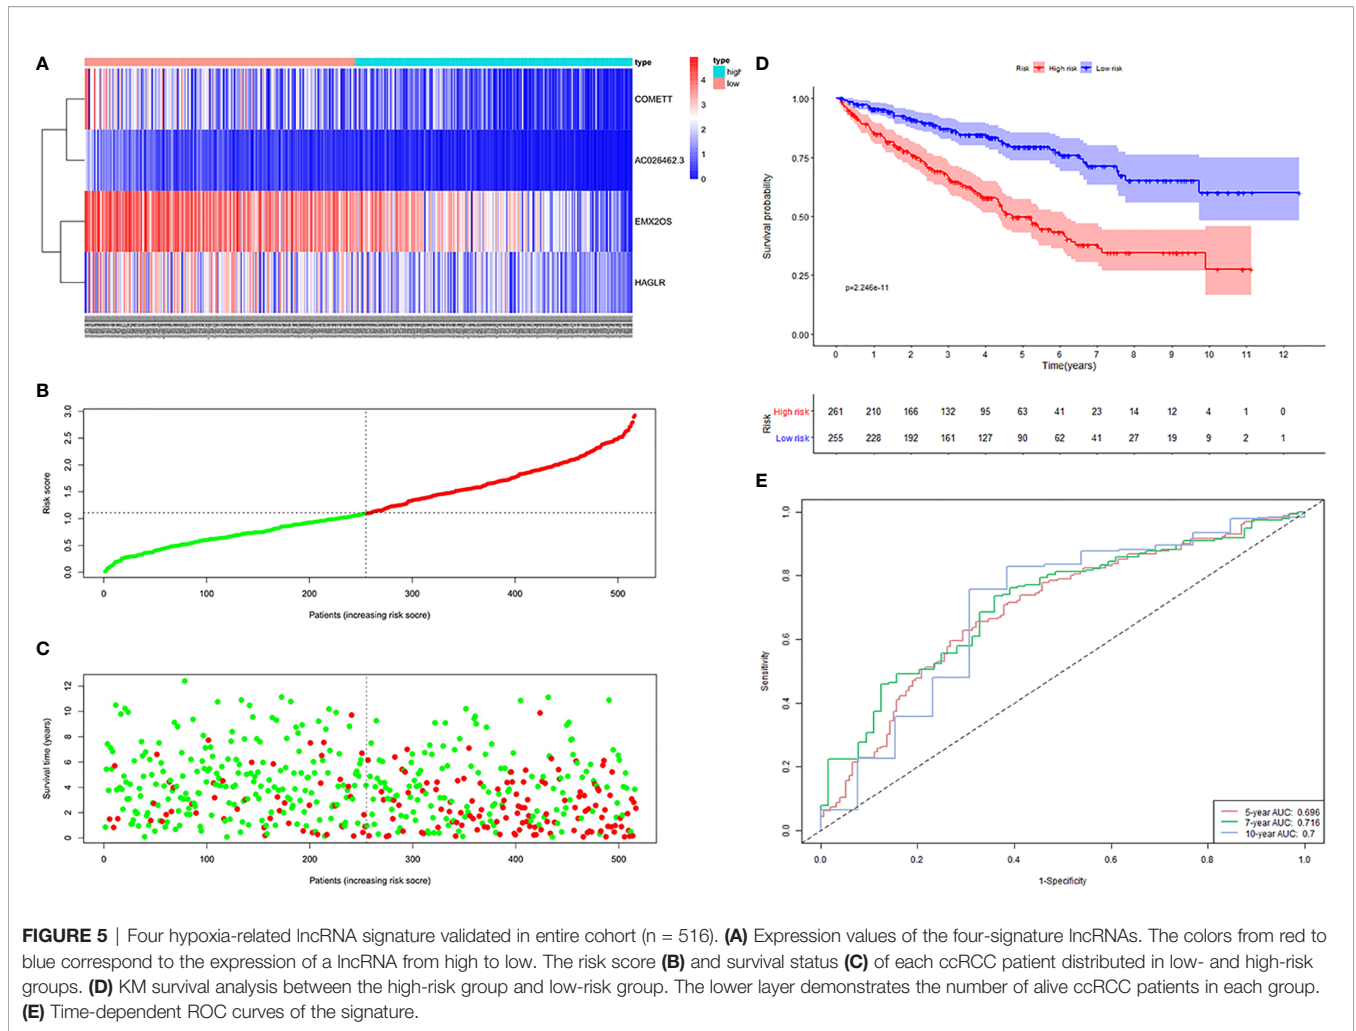 A
type
COMETT
AC026462.3
EMX2OS
HAGLR
4
3
2
1
0
type
high
low
B
Risk score
3.0
2.5
2.0
1.5
1.0
0.5
0.0
0 100 200 300 400 500
Patients (increasing risk socre)
C
Survival time (years)
12
10
8
6
4
2
0
0 100 200 300 400 500
Patients (increasing risk socre)
D
Risk High risk Low risk
Survival probability
1.00
0.75
0.50
0.25
0.00
p=2.246e-11
0 1 2 3 4 5 6 7 8 9 10 11 12
Time(years)
Risk
High risk 261 210 166 132 95 63 41 23 14 12 4 1 0
Low risk 255 228 192 161 127 90 62 41 27 19 9 2 1
E
Sensitivity
1.0
0.8
0.6
0.4
0.2
0.0
5-year AUC: 0.696
7-year AUC: 0.716
10-year AUC: 0.7
0.0 0.2 0.4 0.6 0.8 1.0
1-Specificity
FIGURE 5 | Four hypoxia-related lncRNA signature validated in entire cohort (n = 516). (A) Expression values of the four-signature lncRNAs. The colors from red to
blue correspond to the expression of a lncRNA from high to low. The risk score (B) and survival status (C) of each ccRCC patient distributed in low- and high-risk
groups. (D) KM survival analysis between the high-risk group and low-risk group. The lower layer demonstrates the number of alive ccRCC patients in each group.
(E) Time-dependent ROC curves of the signature.